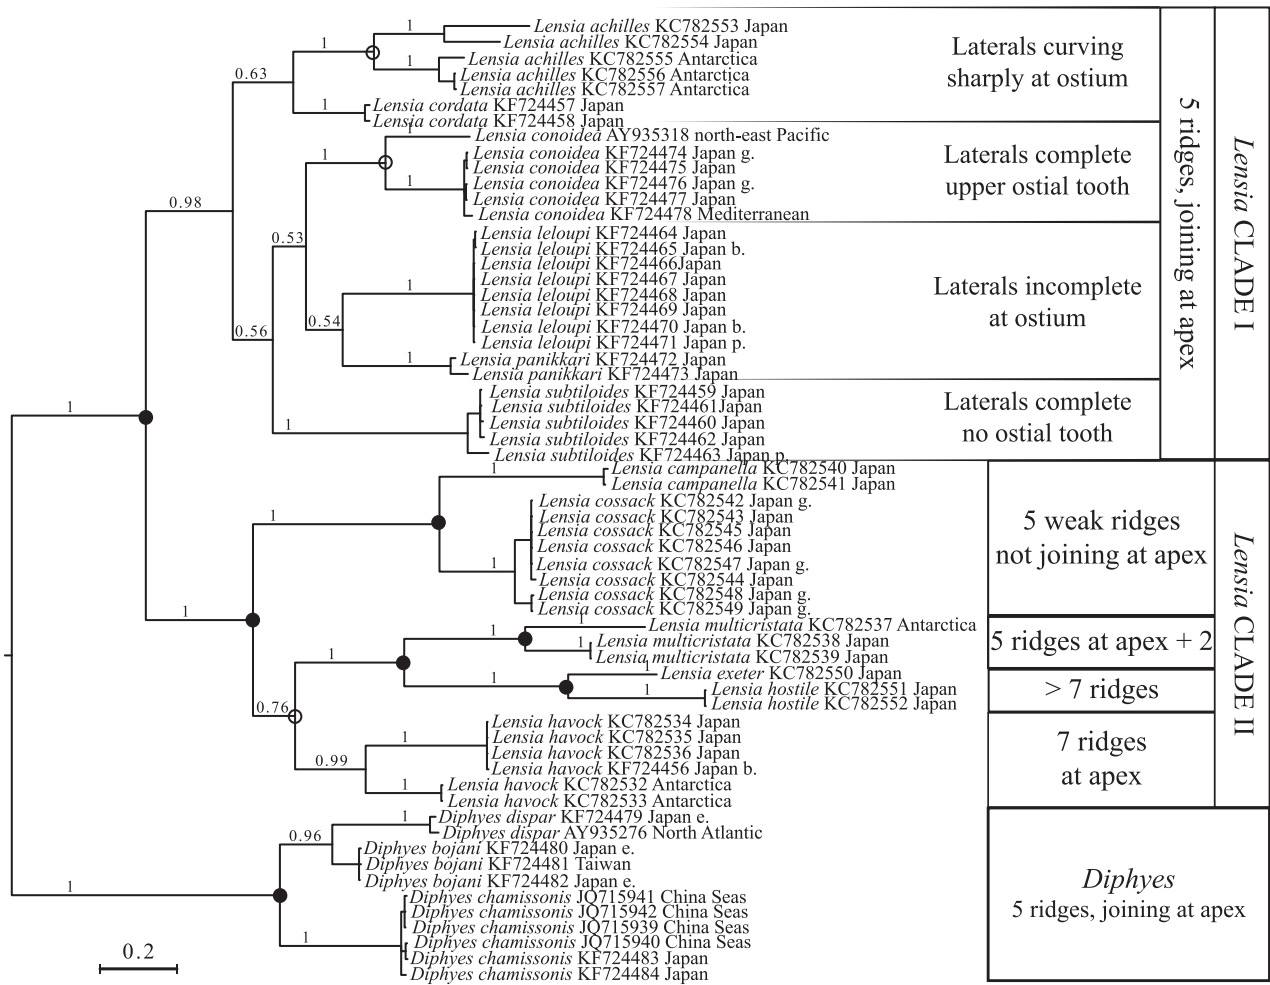 Lensia achilles KC782553 Japan
Lensia achilles KC782554 Japan
Lensia achilles KC782555 Antarctica
Lensia achilles KC782556 Antarctica
Lensia achilles KC782557 Antarctica
Lensia cordata KF724457 Japan
Lensia cordata KF724458 Japan
Lensia conoidea AY935318 north-east Pacific
Lensia conoidea KF724474 Japan g.
Lensia conoidea KF724475 Japan
Lensia conoidea KF724476 Japan g.
Lensia conoidea KF724477 Japan
Lensia conoidea KF724478 Mediterranean
Lensia leloupi KF724464 Japan
Lensia leloupi KF724465 Japan b.
Lensia leloupi KF724466Japan
Lensia leloupi KF724467 Japan
Lensia leloupi KF724468 Japan
Lensia leloupi KF724469 Japan
Lensia leloupi KF724470 Japan b.
Lensia leloupi KF724471 Japan p.
Lensia panikkari KF724472 Japan
Lensia panikkari KF724473 Japan
Lensia subtiloides KF724459 Japan
Lensia subtiloides KF724461Japan
Lensia subtiloides KF724460 Japan
Lensia subtiloides KF724462 Japan
Lensia subtiloides KF724463 Japan p.
Lensia campanella KC782540 Japan
Lensia campanella KC782541 Japan
Lensia cossack KC782542 Japan g.
Lensia cossack KC782543 Japan
Lensia cossack KC782545 Japan
Lensia cossack KC782546 Japan
Lensia cossack KC782547 Japan g.
Lensia cossack KC782544 Japan
Lensia cossack KC782548 Japan g.
Lensia cossack KC782549 Japan g.
Lensia multicristata KC782537 Antarctica
Lensia multicristata KC782538 Japan
Lensia multicristata KC782539 Japan
Lensia exeter KC782550 Japan
Lensia hostile KC782551 Japan
Lensia hostile KC782552 Japan
Lensia havock KC782534 Japan
Lensia havock KC782535 Japan
Lensia havock KC782536 Japan
Lensia havock KF724456 Japan b.
Lensia havock KC782532 Antarctica
Lensia havock KC782533 Antarctica
Diphyes dispar KF724479 Japan e.
Diphyes dispar AY935276 North Atlantic
Diphyes bojani KF724480 Japan e.
Diphyes bojani KF724481 Taiwan
Diphyes bojani KF724482 Japan e.
Diphyes chamissonis JQ715941 China Seas
Diphyes chamissonis JQ715942 China Seas
Diphyes chamissonis JQ715939 China Seas
Diphyes chamissonis JQ715940 China Seas
Diphyes chamissonis KF724483 Japan
Diphyes chamissonis KF724484 Japan
1
1
1
0.63
1
1
1
1
0.98
0.53
1
0.54
0.56
1
1
1
1
1
1
1
1
1
1
1
1
1
1
0.76
1
0.99
1
1
0.96
1
1
0.2
Laterals curving
sharply at ostium
Laterals complete
upper ostial tooth
Laterals incomplete
at ostium
Laterals complete
no ostial tooth
5 ridges, joining at apex
Lensia CLADE I
5 weak ridges
not joining at apex
5 ridges at apex + 2
> 7 ridges
7 ridges
at apex
Lensia CLADE II
Diphyes
5 ridges, joining at apex